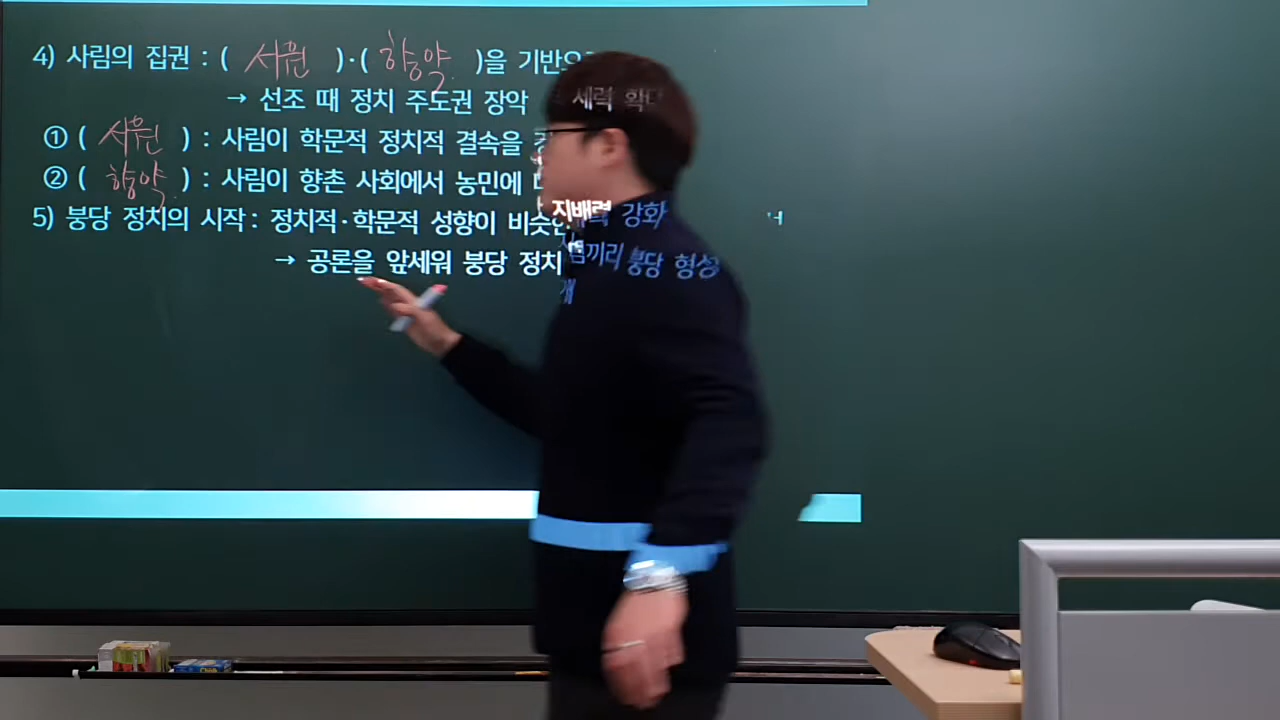 4) 사림의 집권 : ( 서원 )·( 향약 )을 기반으
→ 선조 때 정치 주도권 장악 세력 확대
① ( 서원 ) : 사림이 학문적 정치적 결속을
② ( 향약 ) : 사림이 향촌 사회에서 농민에 지배력 강화
5) 붕당 정치의 시작 : 정치적·학문적 성향이 비슷한 사림끼리 붕당 형성
→ 공론을 앞세워 붕당 정치